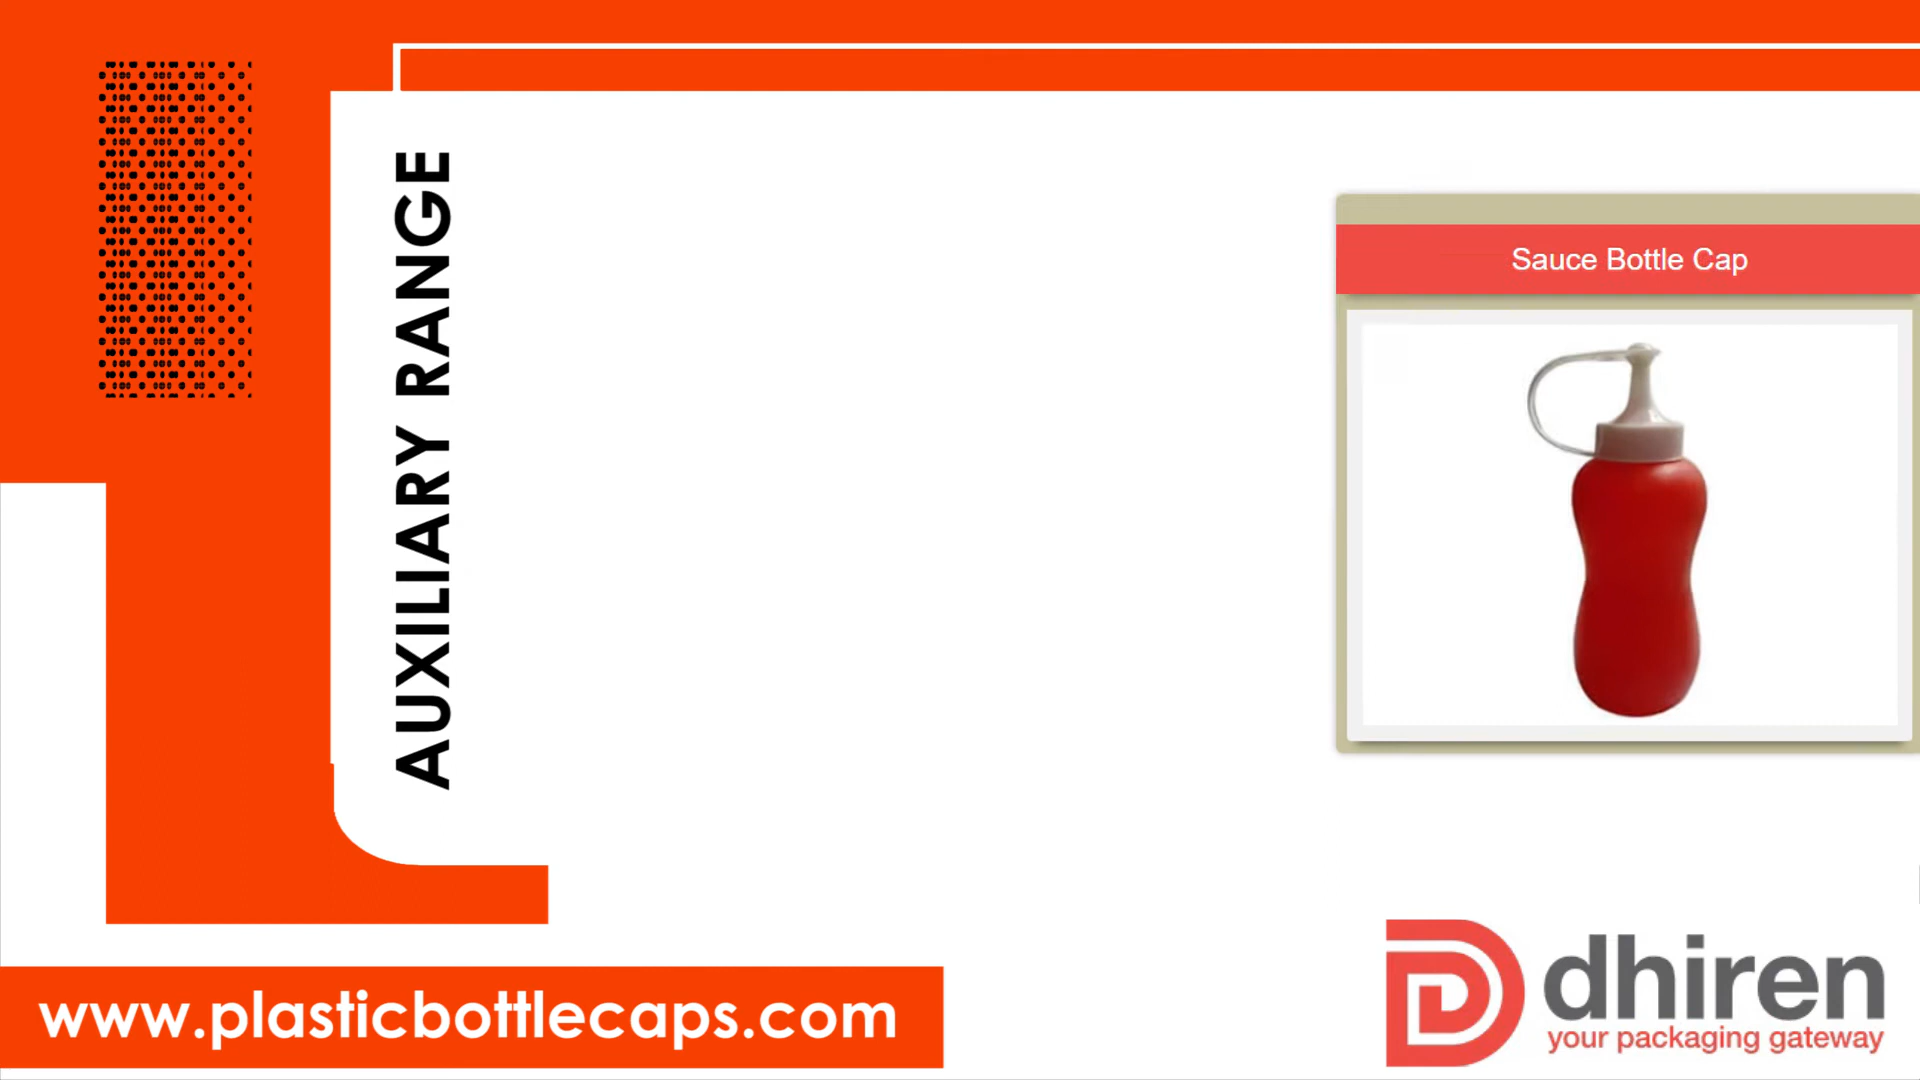 AUXILIARY RANGE
Sauce Bottle Cap
www.plasticbottlecaps.com
dhiren
your packaging gateway